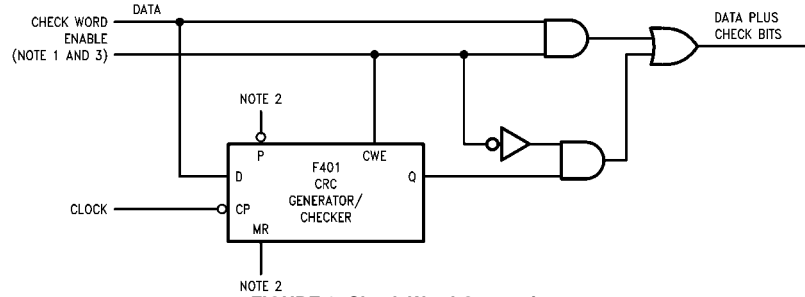 DATA
CHECK WORD
ENABLE
(NOTE 1 AND 3)
DATA PLUS
CHECK BITS
NOTE 2
P
CWE
F401
CRC
GENERATOR/
CHECKER
D
Q
CLOCK
CP
MR
NOTE 2